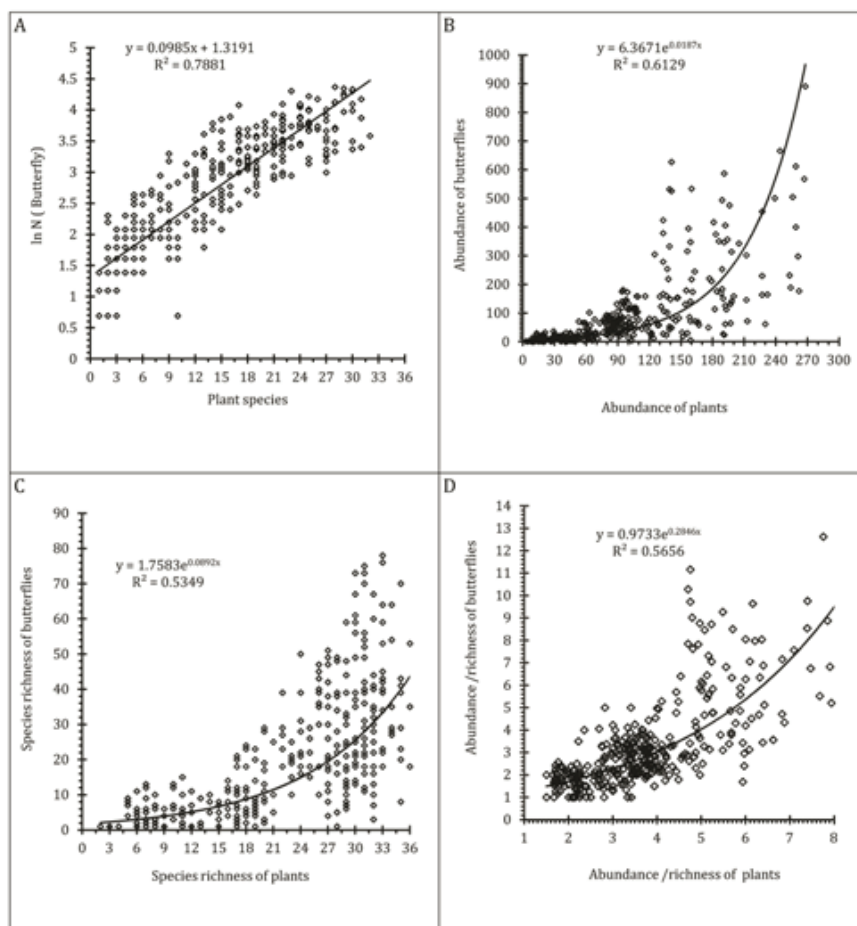 A
y = 0.0985x + 1.3191
R² = 0.7881
5
4.5
4
3.5
3
2.5
2
1.5
1
0.5
0
0 3 6 9 12 15 18 21 24 27 30 33 36
ln N ( Butterfly)
Plant species
B
y = 6.3671e^0.0187x
R² = 0.6129
1000
900
800
700
600
500
400
300
200
100
0
0 30 60 90 120 150 180 210 240 270 300
Abundance of butterflies
Abundance of plants
C
y = 1.7583e^0.0892x
R² = 0.5349
90
80
70
60
50
40
30
20
10
0
0 3 6 9 12 15 18 21 24 27 30 33 36
Species richness of butterflies
Species richness of plants
D
y = 0.9733e^0.2846x
R² = 0.5656
14
13
12
11
10
9
8
7
6
5
4
3
2
1
0
1 2 3 4 5 6 7 8
Abundance /richness of butterflies
Abundance /richness of plants